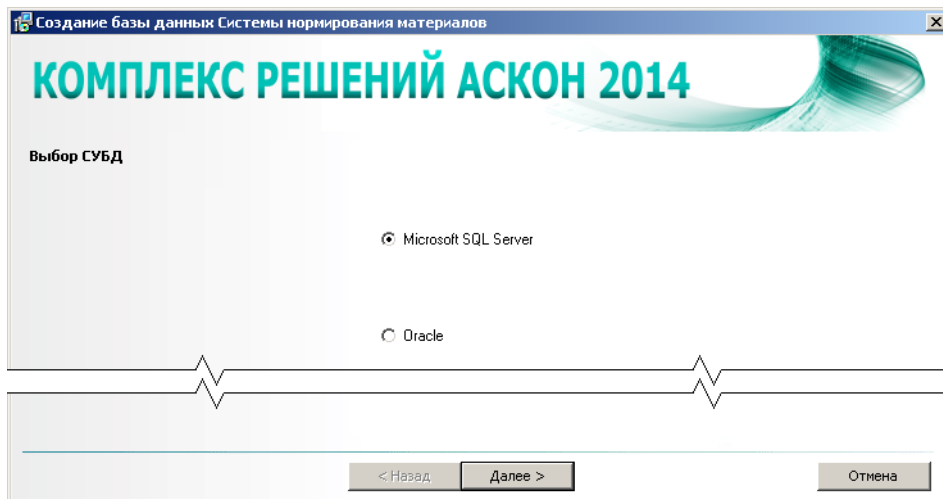 Создание базы данных Системы нормирования материалов
КОМПЛЕКС РЕШЕНИЙ АСКОН 2014
Выбор СУБД
Microsoft SQL Server
Oracle
< Назад
Далее >
Отмена